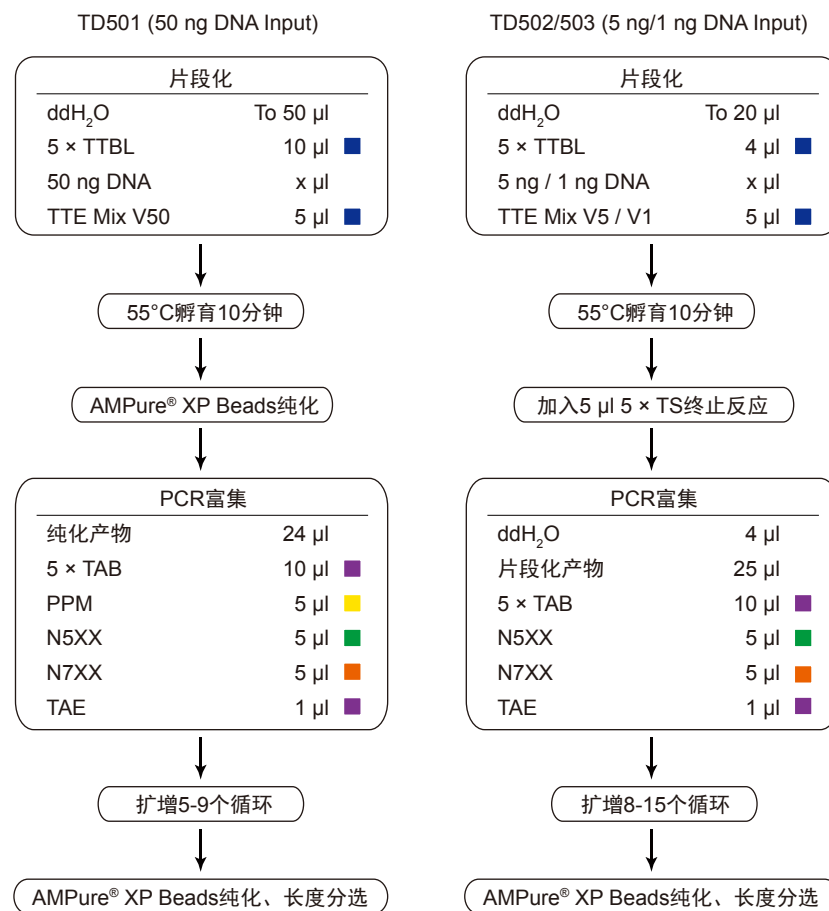 TD501 (50 ng DNA Input)
片段化
ddH₂O To 50 µl
5 × TTBL 10 µl
50 ng DNA x µl
TTE Mix V50 5 µl
55°C孵育10分钟
AMPure® XP Beads纯化
PCR富集
纯化产物 24 µl
5 × TAB 10 µl
PPM 5 µl
N5XX 5 µl
N7XX 5 µl
TAE 1 µl
扩增5-9个循环
AMPure® XP Beads纯化、长度分选
TD502/503 (5 ng/1 ng DNA Input)
片段化
ddH₂O To 20 µl
5 × TTBL 4 µl
5 ng / 1 ng DNA x µl
TTE Mix V5 / V1 5 µl
55°C孵育10分钟
加入5 µl 5 × TS终止反应
PCR富集
ddH₂O 4 µl
片段化产物 25 µl
5 × TAB 10 µl
N5XX 5 µl
N7XX 5 µl
TAE 1 µl
扩增8-15个循环
AMPure® XP Beads纯化、长度分选